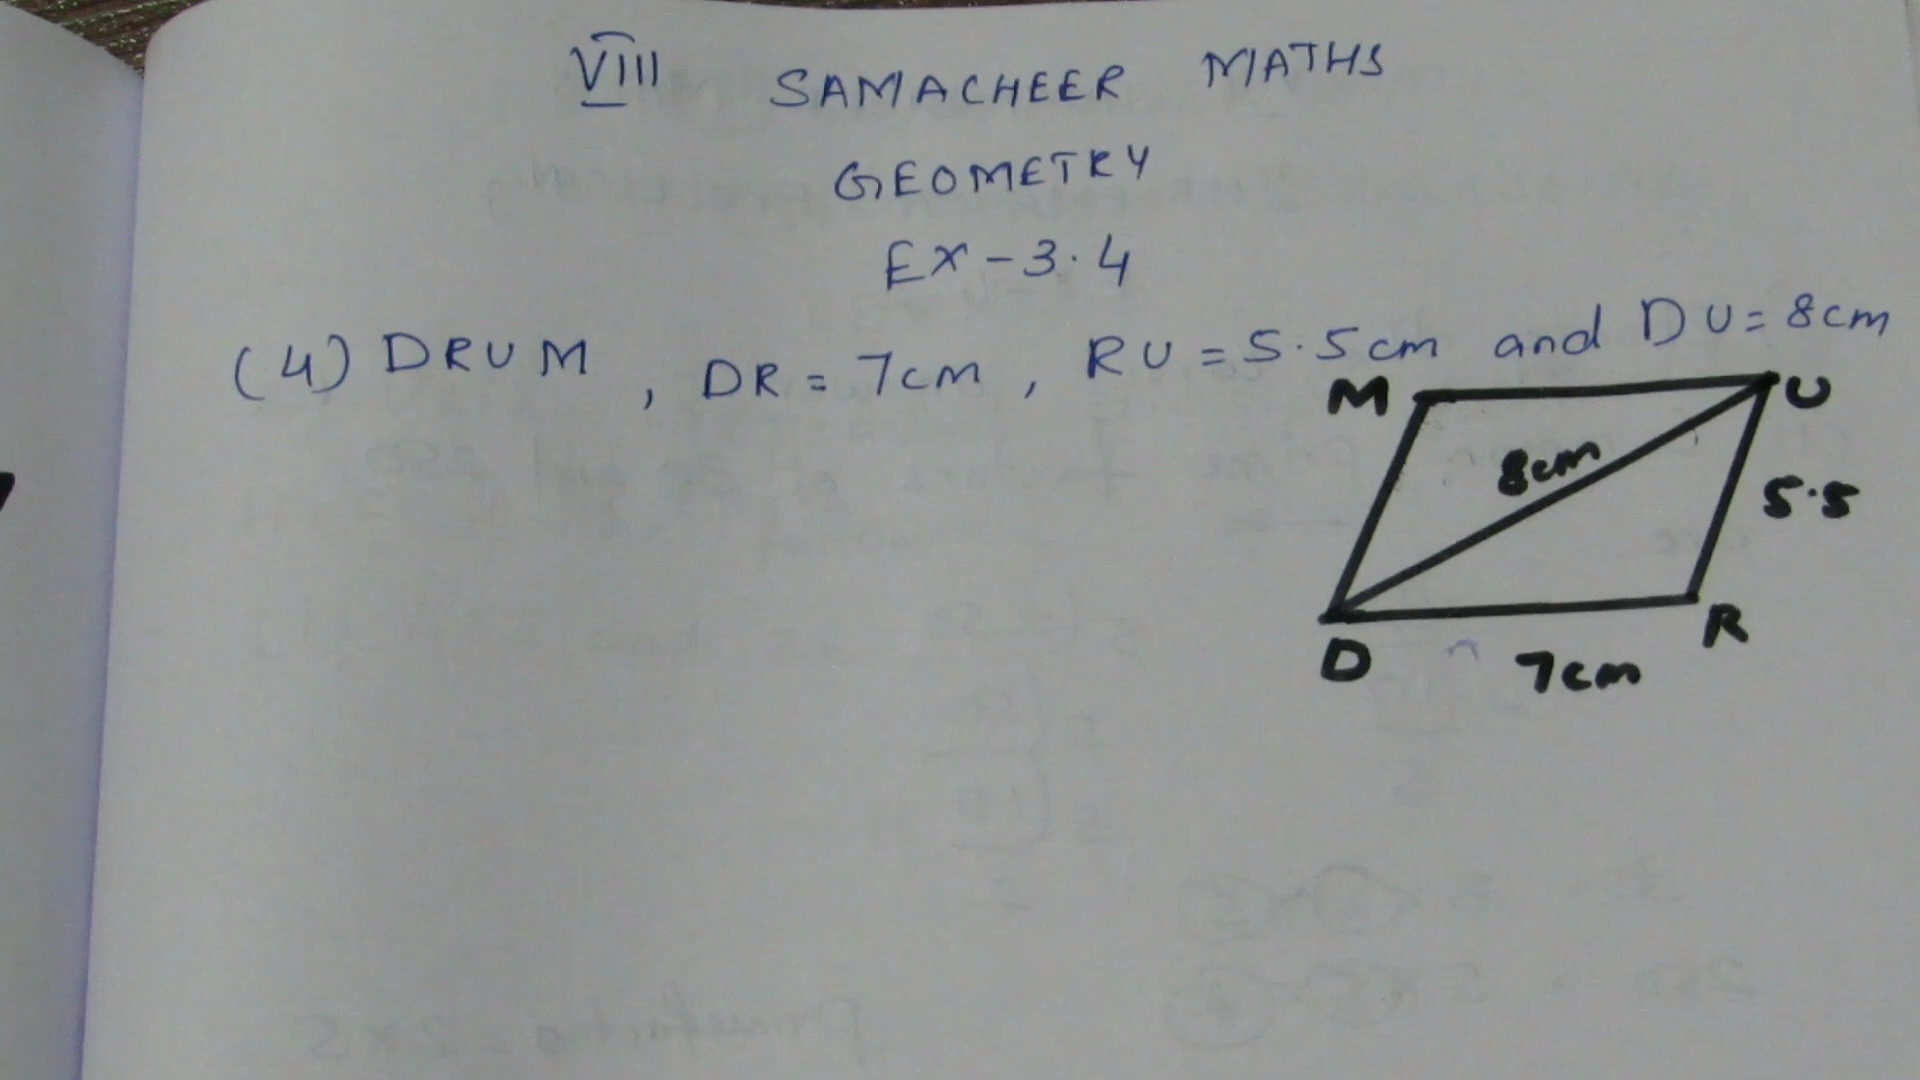 VIII SAMACHEER MATHS
GEOMETRY
EX-3.4
(4) DRUM, DR = 7cm, RU = 5.5cm and DU = 8cm
M U
8cm
5.5
D R
7cm